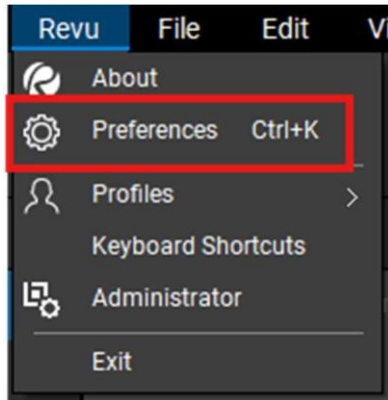 Revu File Edit
About
Preferences Ctrl+K
Profiles
Keyboard Shortcuts
Administrator
Exit